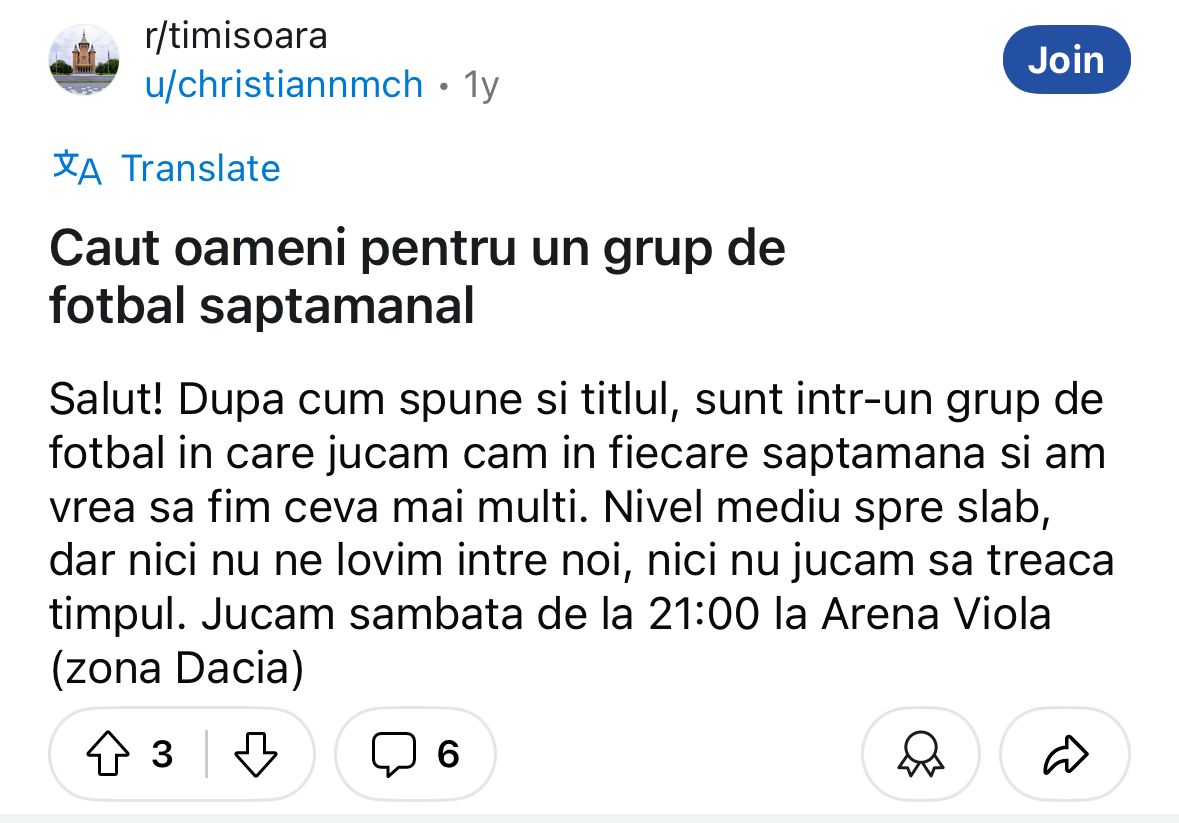 r/timisoara
u/christiannmch • 1y
Join
Translate
Caut oameni pentru un grup de
fotbal saptamanal
Salut! Dupa cum spune si titlul, sunt intr-un grup de
fotbal in care jucam cam in fiecare saptamana si am
vrea sa fim ceva mai multi. Nivel mediu spre slab,
dar nici nu ne lovim intre noi, nici nu jucam sa treaca
timpul. Jucam sambata de la 21:00 la Arena Viola
(zona Dacia)
3
6